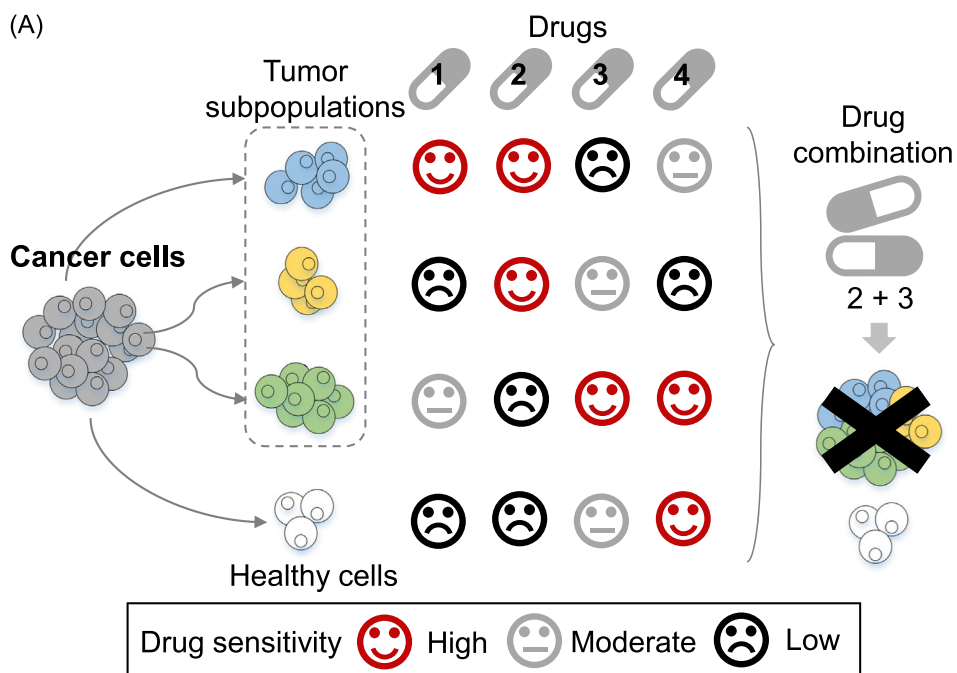 (A)
Drugs
Tumor
subpopulations
1
2
3
4
Drug
combination
Cancer cells
2 + 3
Healthy cells
Drug sensitivity
High
Moderate
Low